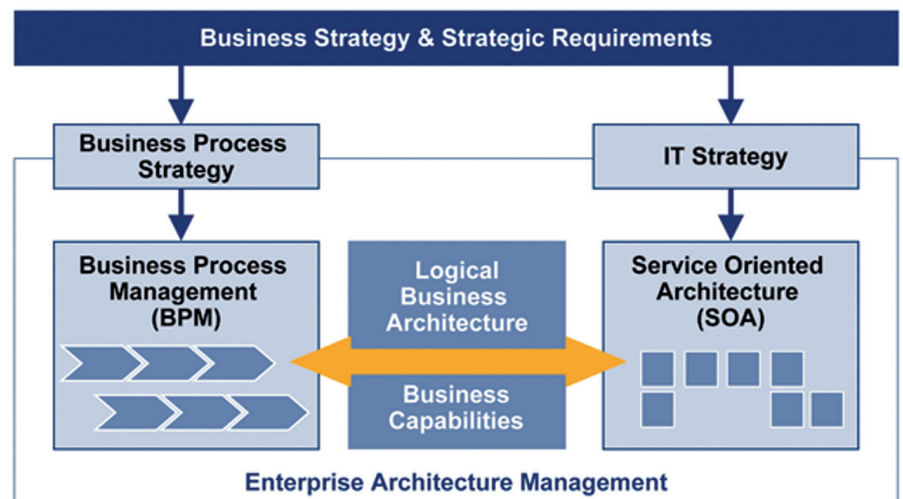 Business Strategy & Strategic Requirements
Business Process
Strategy
IT Strategy
Business Process
Management
(BPM)
Logical
Business
Architecture
Service Oriented
Architecture
(SOA)
Business
Capabilities
Enterprise Architecture Management